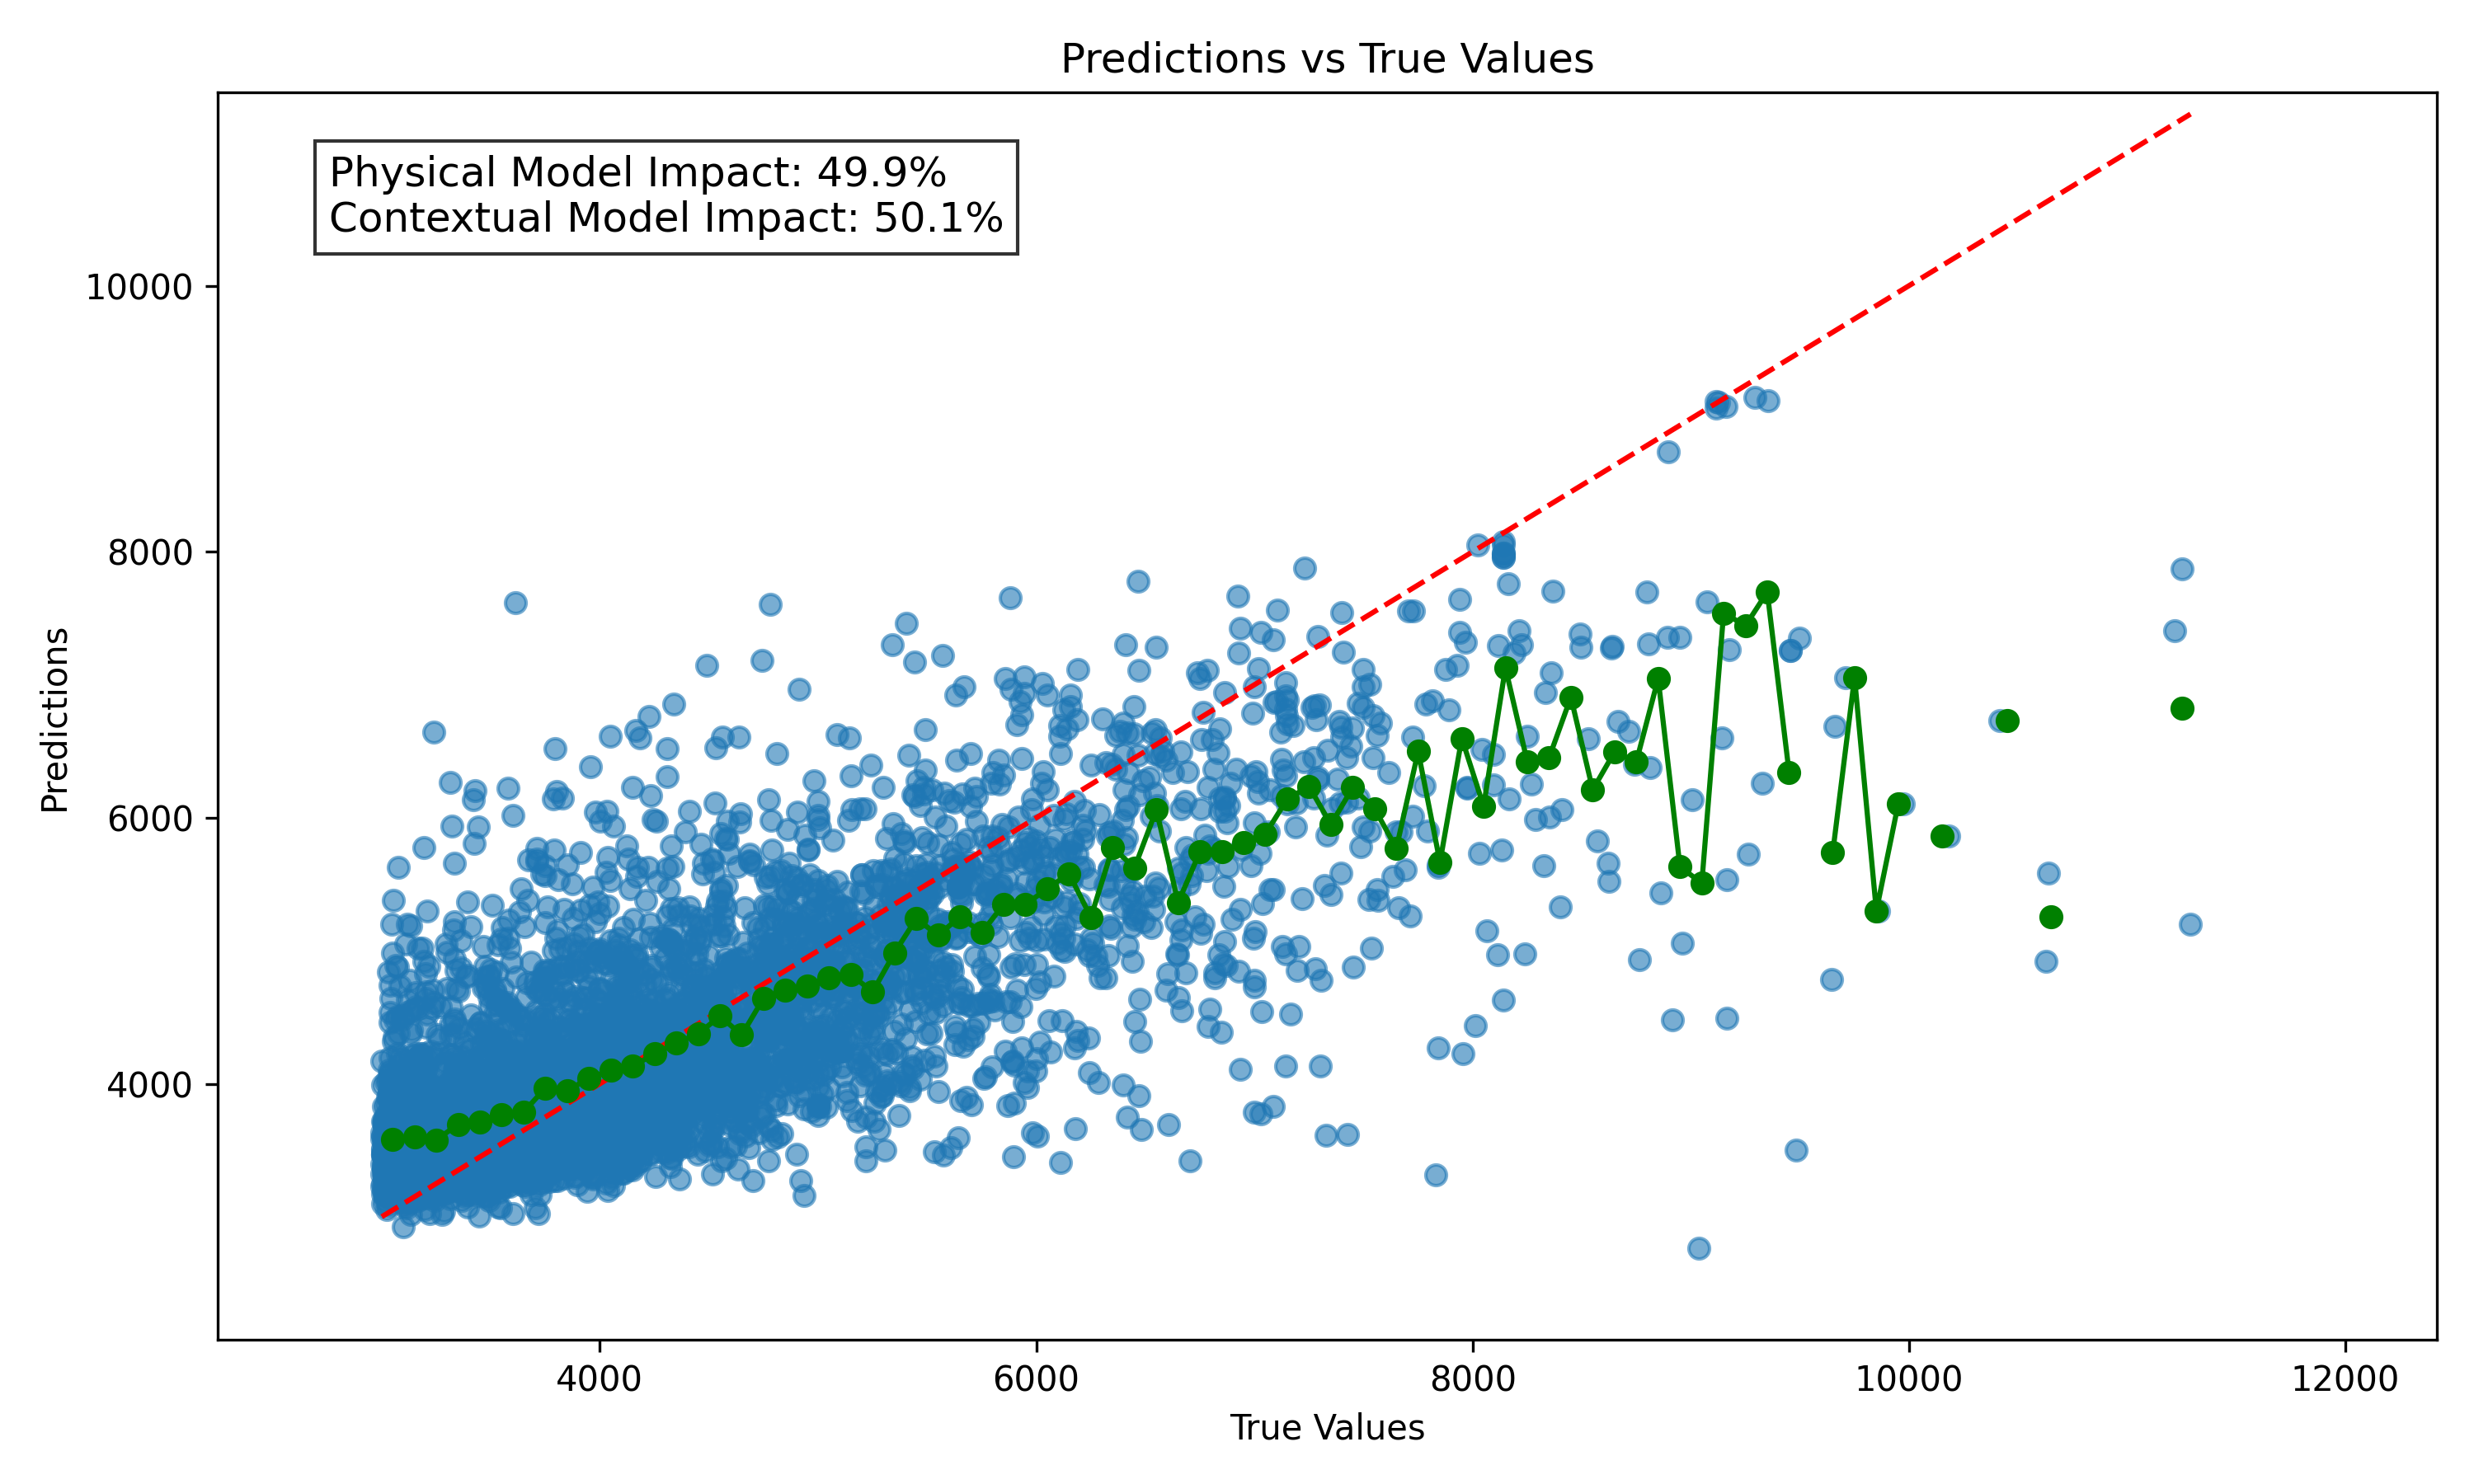 Predictions vs True Values
Physical Model Impact: 49.9%
Contextual Model Impact: 50.1%
Predictions
10000
8000
6000
4000
4000
6000
8000
10000
12000
True Values